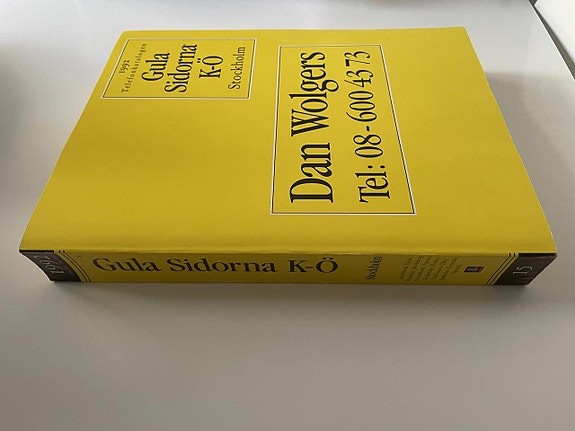 1992
Telefonkatalogen
Gula
Sidorna
K-Ö
Stockholm
Dan Wolgers
Tel: 08-600 43 73
1992
Gula Sidorna K-Ö
Stockholm
15